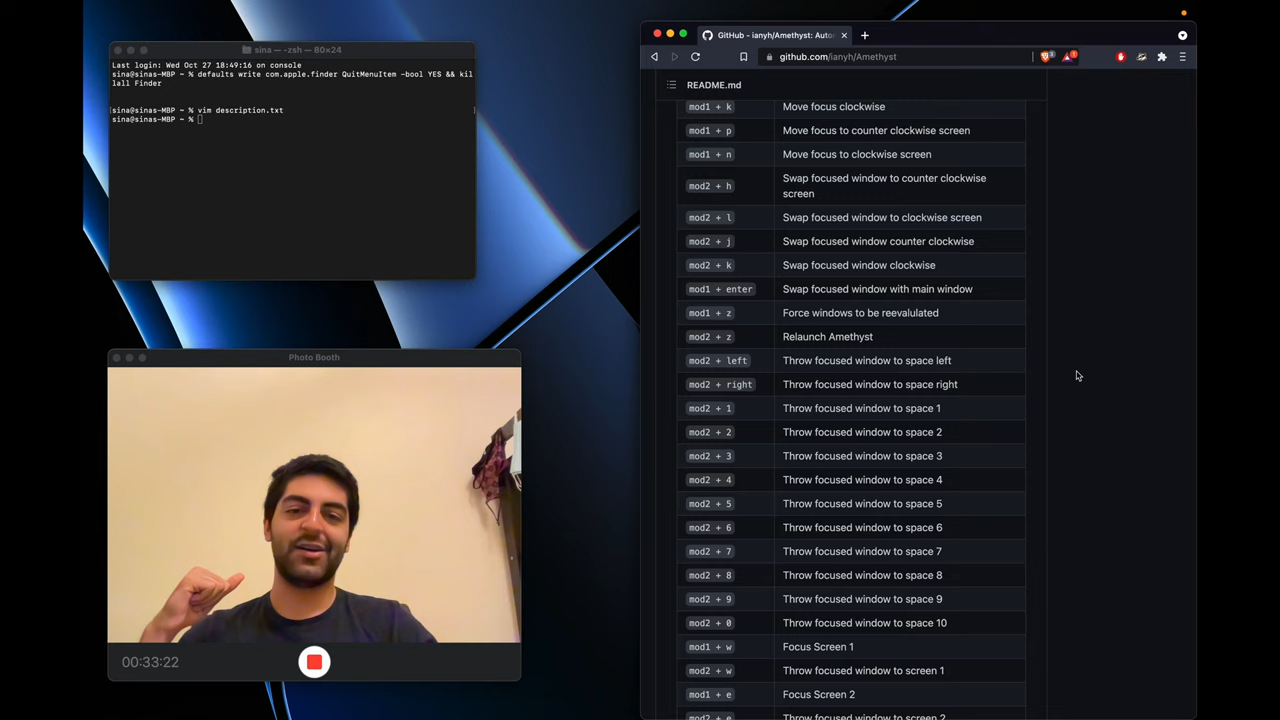 sina — -zsh — 80×24
Last login: Wed Oct 27 18:49:16 on console
sina@sinas-MBP ~ % defaults write com.apple.finder QuitMenuItem -bool YES && kil
lall Finder
[sina@sinas-MBP ~ % vim description.txt ]
sina@sinas-MBP ~ %
Photo Booth
00:33:22
GitHub - ianyh/Amethyst: Auto
github.com/ianyh/Amethyst
README.md
mod1 + k Move focus clockwise
mod1 + p Move focus to counter clockwise screen
mod1 + n Move focus to clockwise screen
mod2 + h Swap focused window to counter clockwise
screen
mod2 + l Swap focused window to clockwise screen
mod2 + j Swap focused window counter clockwise
mod2 + k Swap focused window clockwise
mod1 + enter Swap focused window with main window
mod1 + z Force windows to be reevalulated
mod2 + z Relaunch Amethyst
mod2 + left Throw focused window to space left
mod2 + right Throw focused window to space right
mod2 + 1 Throw focused window to space 1
mod2 + 2 Throw focused window to space 2
mod2 + 3 Throw focused window to space 3
mod2 + 4 Throw focused window to space 4
mod2 + 5 Throw focused window to space 5
mod2 + 6 Throw focused window to space 6
mod2 + 7 Throw focused window to space 7
mod2 + 8 Throw focused window to space 8
mod2 + 9 Throw focused window to space 9
mod2 + 0 Throw focused window to space 10
mod1 + w Focus Screen 1
mod2 + w Throw focused window to screen 1
mod1 + e Focus Screen 2
mod2 + e Throw focused window to screen 2